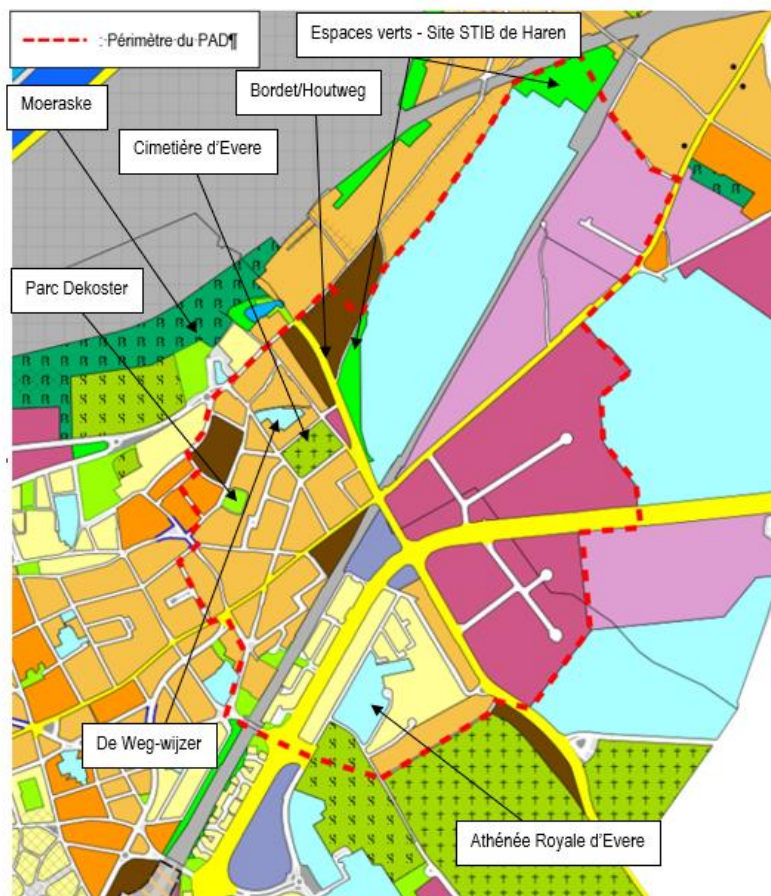 : Périmètre du PAD¶
Espaces verts - Site STIB de Haren
Moeraske
Bordet/Houtweg
Cimetière d'Evere
Parc Dekoster
De Weg-wijzer
Athénée Royale d'Evere